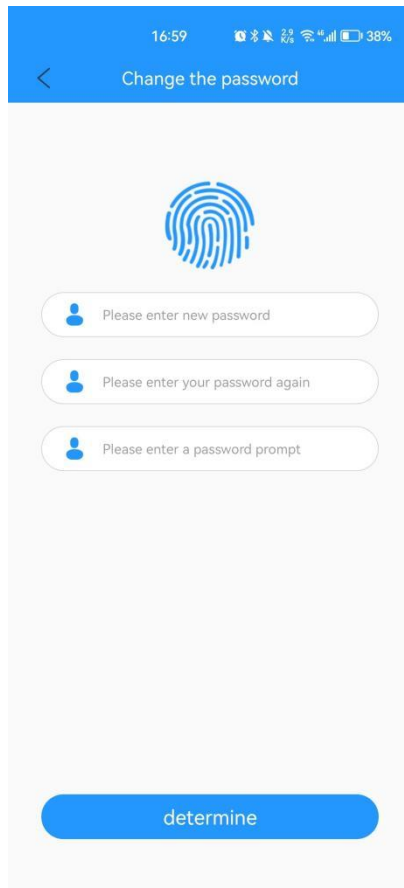 16:59 2.9 K/s 38%
Change the password
Please enter new password
Please enter your password again
Please enter a password prompt
determine